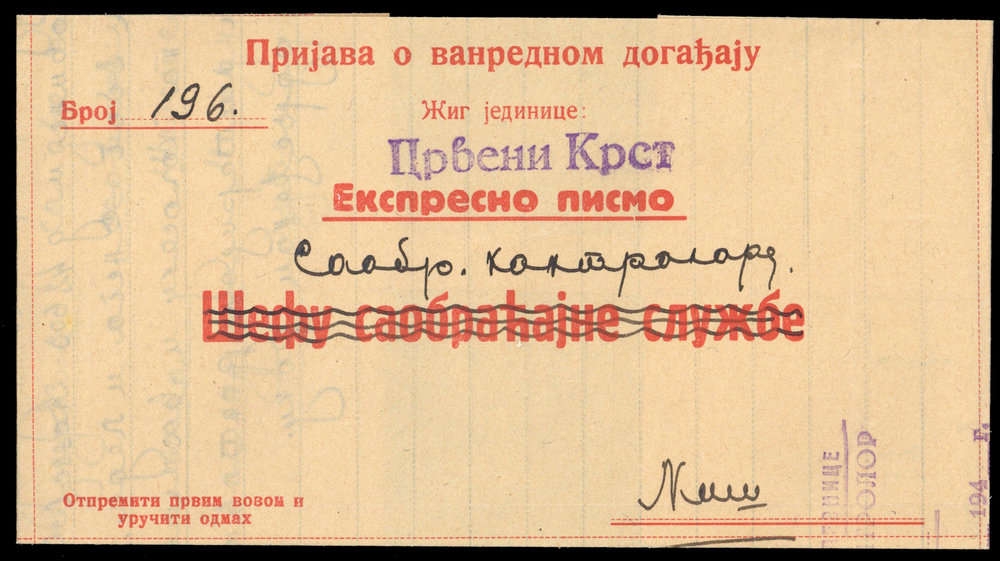 Пријава о ванредном догађају
Број 196.
Жиг јединице:
Црвени Крст
Експресно писмо
Саобр. контролору.
Шефу саобраћајне службе
Ниш
Отпремити првим возом и
уручити одмах
194 г.